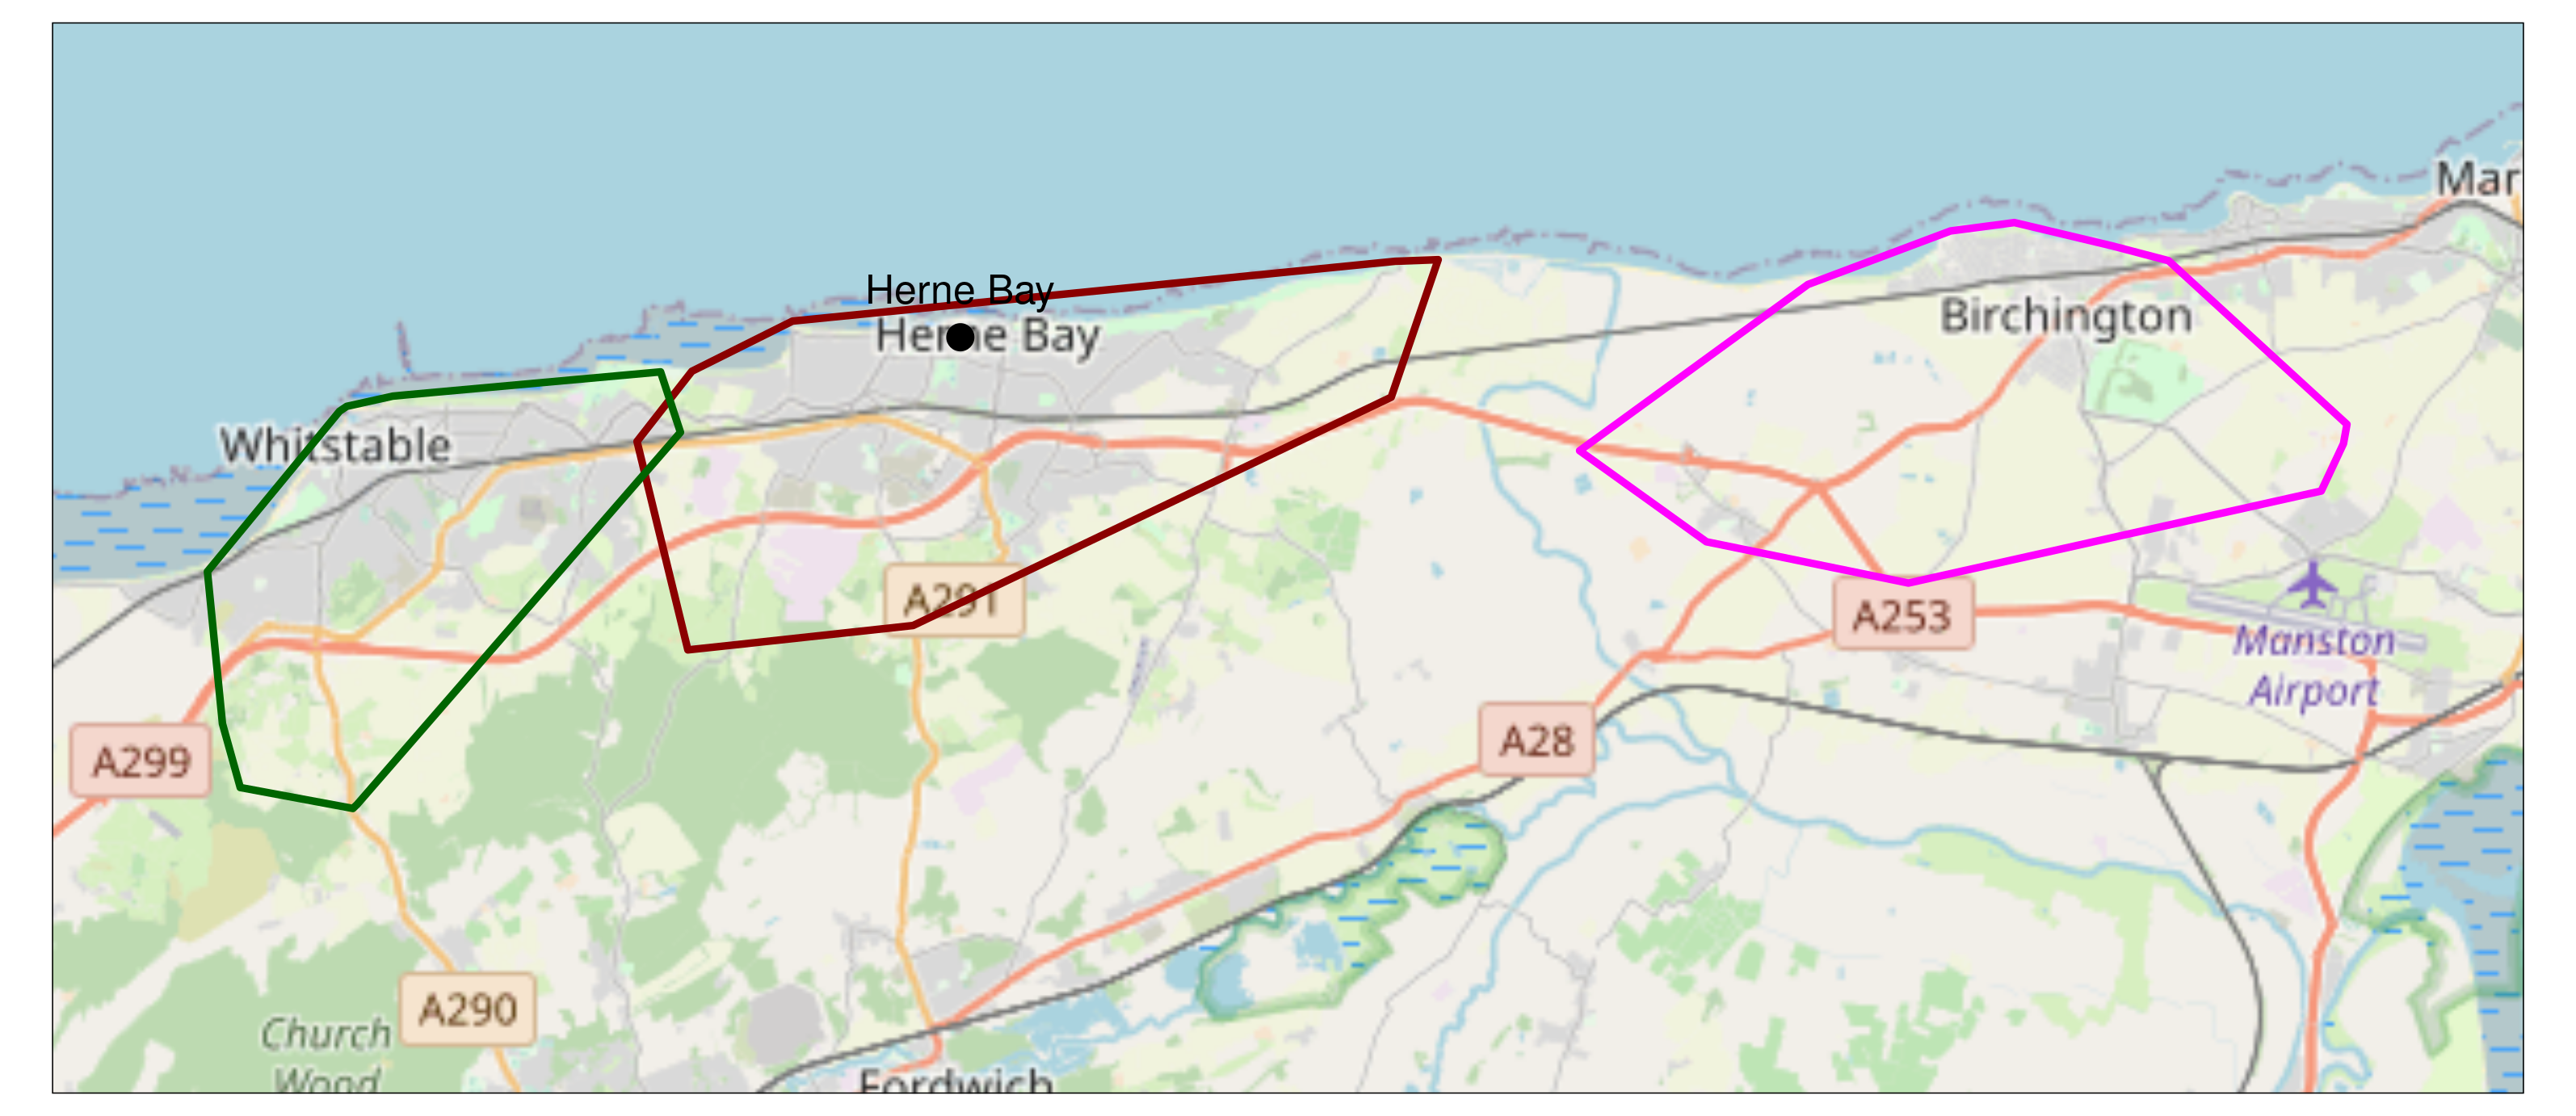 Mar
Herne Bay
Birchington
Herne Bay
Whitstable
A291
A253
Manston
Airport
A28
A299
A290
Church
Wood
Fordwich